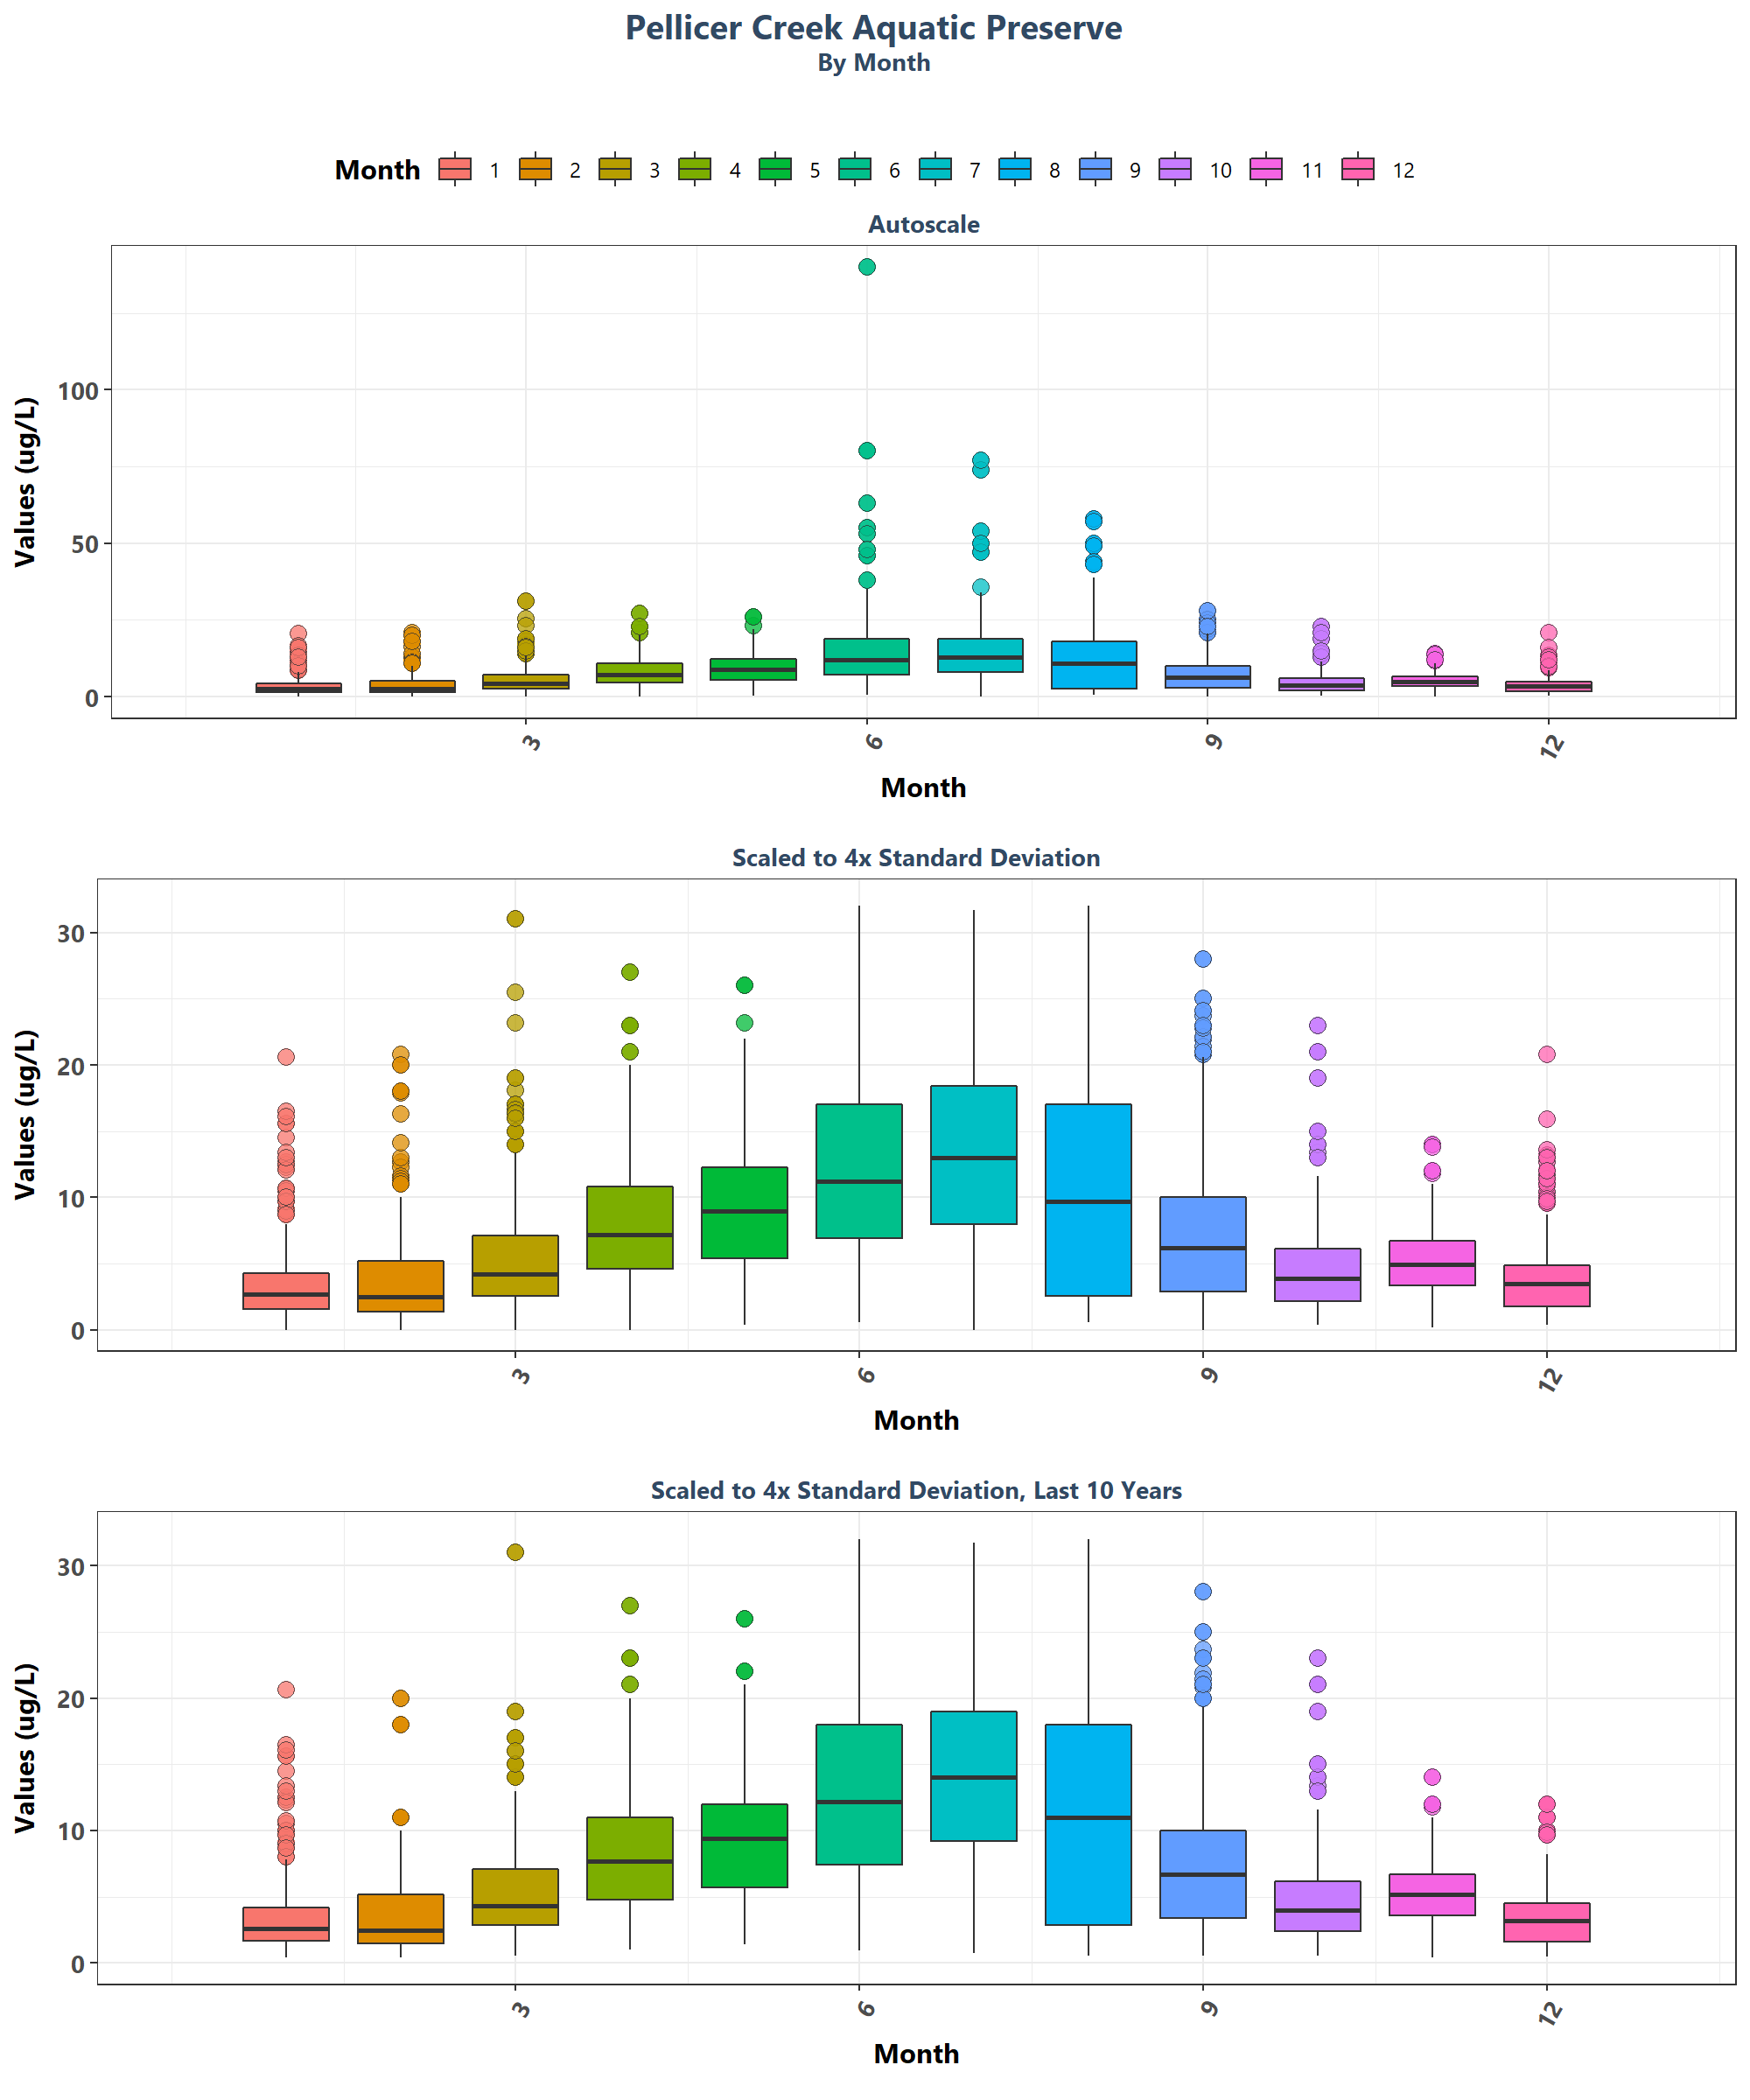 Pellicer Creek Aquatic Preserve
By Month
Month 1 2 3 4 5 6 7 8 9 10 11 12
Autoscale
Values (ug/L)
100
50
0
3 6 9 12
Month
Scaled to 4x Standard Deviation
Values (ug/L)
30
20
10
0
3 6 9 12
Month
Scaled to 4x Standard Deviation, Last 10 Years
Values (ug/L)
30
20
10
0
3 6 9 12
Month